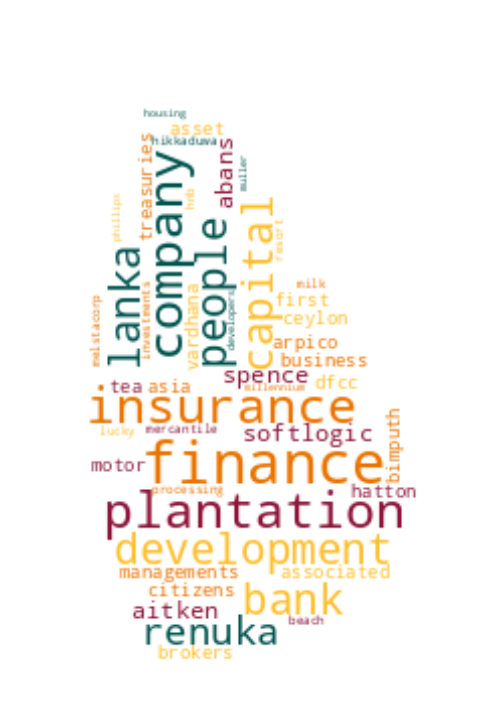 housing
asset
hikkaduwa
treasuries
company
abans
muller
hnb
phillips
people
capital
resort
lanka
investments
vardhana
developers
melstacorp
milk
first
ceylon
arpico
business
spence
dfcc
millennium
tea
asia
insurance
lucky
mercantile
softlogic
bimputh
finance
motor
processing
hatton
plantation
development
managements
associated
citizens
bank
aitken
beach
renuka
brokers